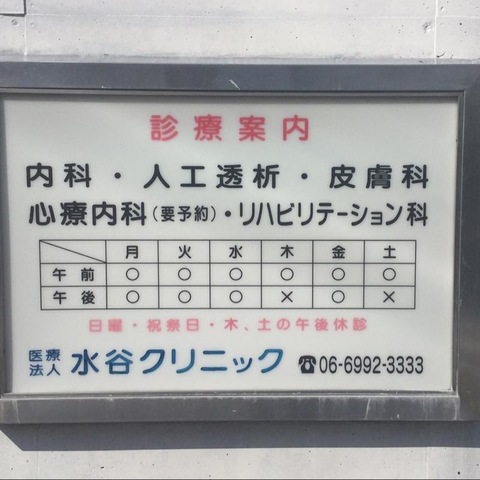 診療案内
内科・人工透析・皮膚科
心療内科(要予約)・リハビリテーション科
月 火 水 木 金 土
午前 ○ ○ ○ ○ ○ ○
午後 ○ ○ ○ × ○ ×
日曜・祝祭日・木、土の午後休診
医療法人 水谷クリニック ☎06-6992-3333